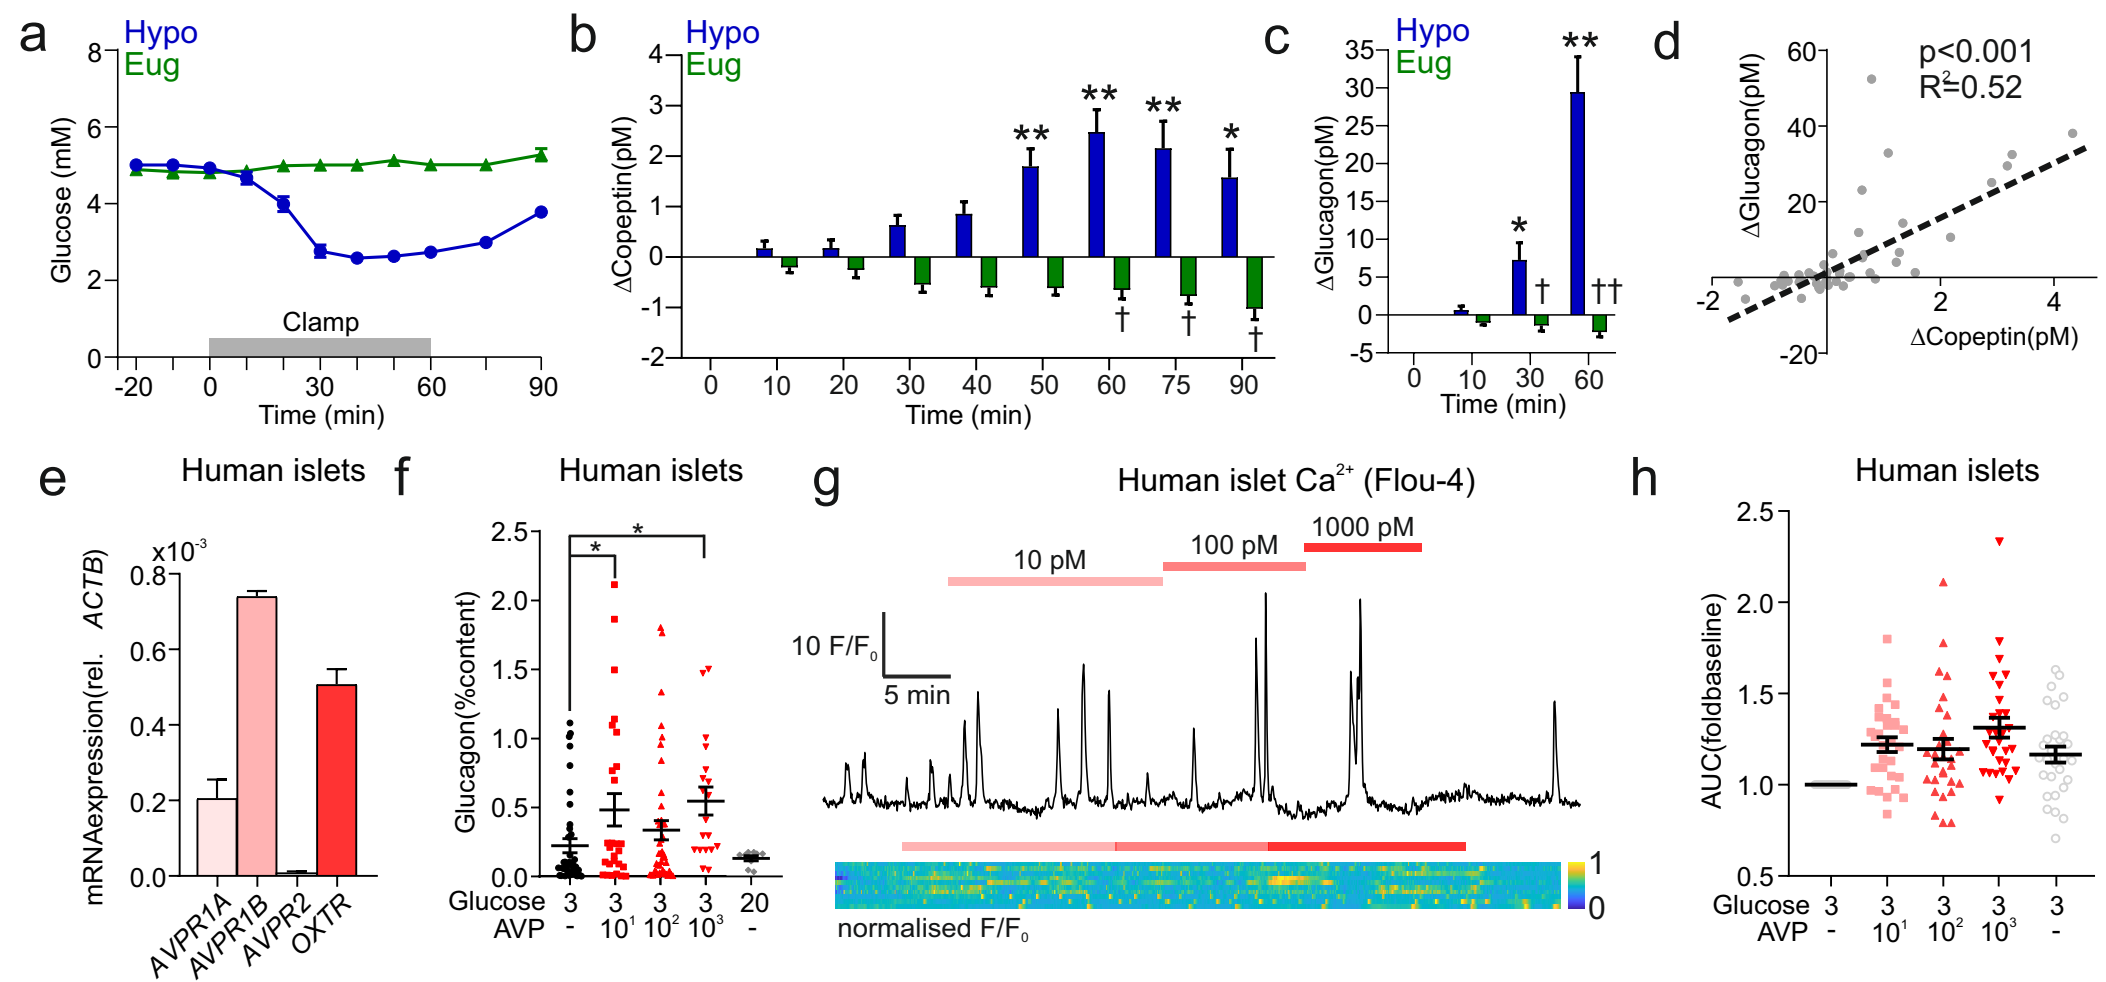 a
Hypo
Eug
Glucose (mM)
8
6
4
2
0
Clamp
-20 0 30 60 90
Time (min)
b
Hypo
Eug
ΔCopeptin(pM)
4
3
2
1
0
-1
-2
** ** ** *
† † †
0 10 20 30 40 50 60 75 90
Time (min)
c
Hypo
Eug
ΔGlucagon(pM)
35
30
25
20
15
10
5
0
-5
* **
† ††
0 10 30 60
Time (min)
d
p<0.001
R²=0.52
ΔGlucagon(pM)
60
40
20
-20
-2 2 4
ΔCopeptin(pM)
e
Human islets
mRNAexpression(rel. ACTB)
x10⁻³
0.8
0.6
0.4
0.2
0.0
AVPR1A
AVPR1B
AVPR2
OXTR
f
Human islets
Glucagon(%content)
2.5
2.0
1.5
1.0
0.5
0.0
*
*
Glucose 3 3 3 3 20
AVP - 10¹ 10² 10³ -
g
Human islet Ca²⁺ (Flou-4)
10 pM
100 pM
1000 pM
10 F/F₀
5 min
1
0
normalised F/F₀
h
Human islets
AUC(foldbaseline)
2.5
2.0
1.5
1.0
0.5
Glucose 3 3 3 3 3
AVP - 10¹ 10² 10³ -